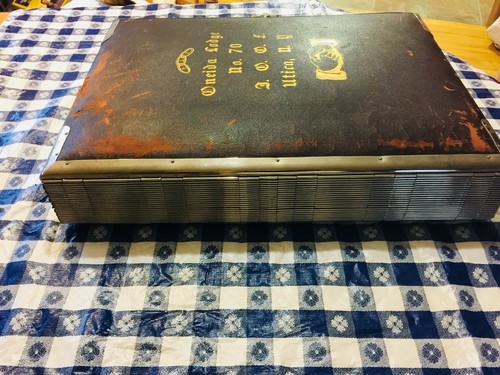 Oneida Lodge
No. 70
I. O. O. F.
Utica, N. Y